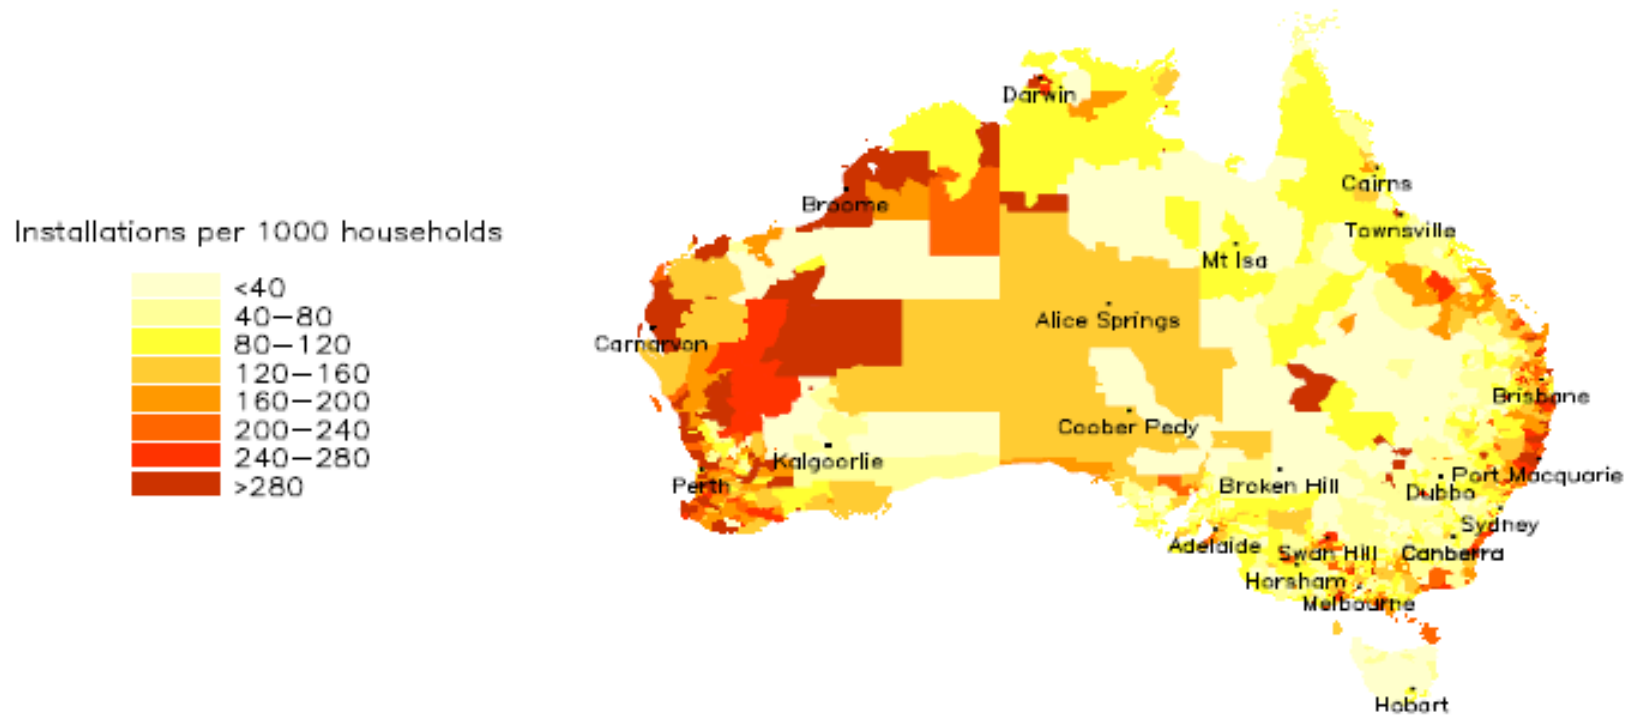 Installations per 1000 households
<40
40-80
80-120
120-160
160-200
200-240
240-280
>280
Darwin
Cairns
Broome
Townsville
Mt Isa
Alice Springs
Carnarvon
Brisbane
Coober Pedy
Kalgoorlie
Port Macquarie
Perth
Broken Hill
Dubbo
Sydney
Adelaide
Swan Hill
Canberra
Horsham
Melbourne
Hobart